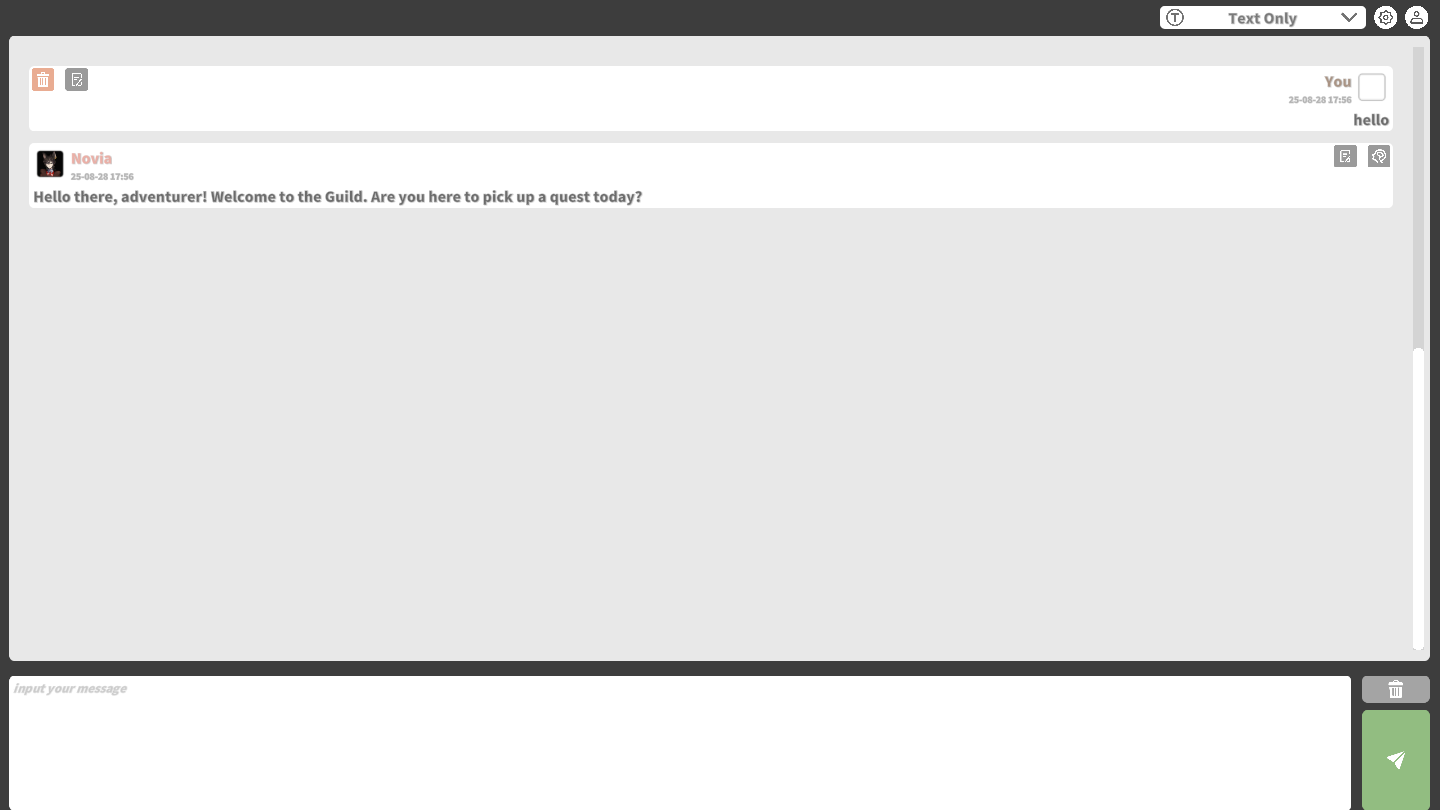 Text Only
You
25-08-28 17:56
hello
Novia
25-08-28 17:56
Hello there, adventurer! Welcome to the Guild. Are you here to pick up a quest today?
input your message